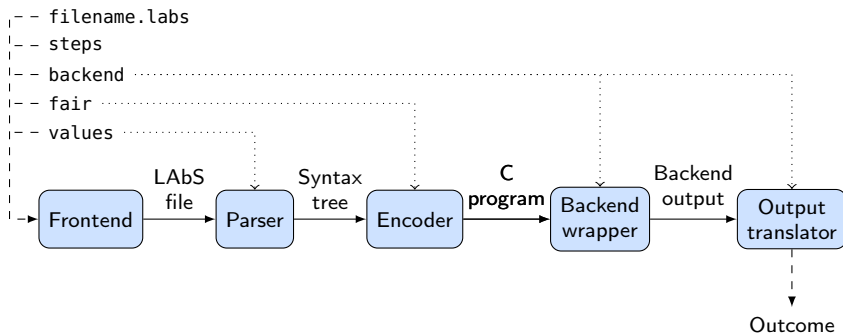 filename.labs
steps
backend
fair
values
LAbS
file
Syntax
tree
C
program
Backend
output
Frontend
Parser
Encoder
Backend
wrapper
Output
translator
Outcome